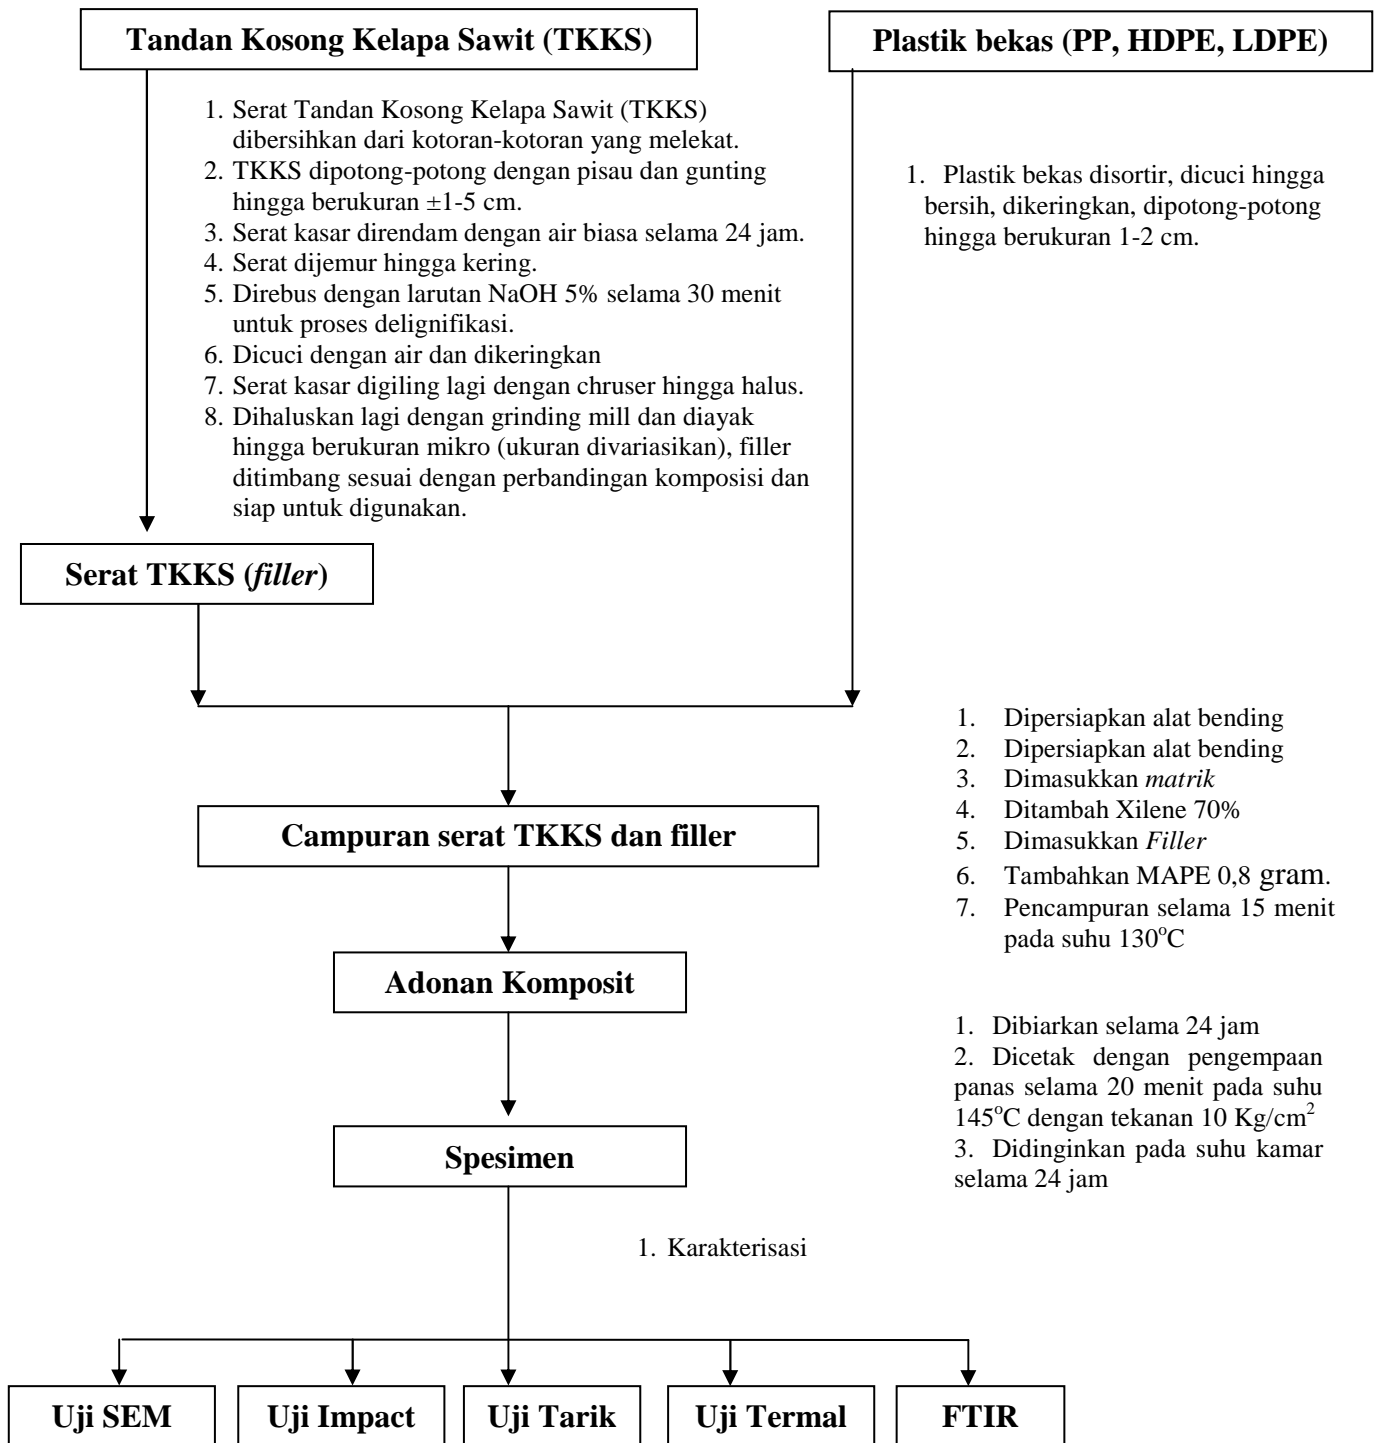 Tandan Kosong Kelapa Sawit (TKKS)
Plastik bekas (PP, HDPE, LDPE)
1. Serat Tandan Kosong Kelapa Sawit (TKKS)
dibersihkan dari kotoran-kotoran yang melekat.
2. TKKS dipotong-potong dengan pisau dan gunting
hingga berukuran ±1-5 cm.
3. Serat kasar direndam dengan air biasa selama 24 jam.
4. Serat dijemur hingga kering.
5. Direbus dengan larutan NaOH 5% selama 30 menit
untuk proses delignifikasi.
6. Dicuci dengan air dan dikeringkan
7. Serat kasar digiling lagi dengan chruser hingga halus.
8. Dihaluskan lagi dengan grinding mill dan diayak
hingga berukuran mikro (ukuran divariasikan), filler
ditimbang sesuai dengan perbandingan komposisi dan
siap untuk digunakan.
1. Plastik bekas disortir, dicuci hingga
bersih, dikeringkan, dipotong-potong
hingga berukuran 1-2 cm.
Serat TKKS (filler)
1. Dipersiapkan alat bending
2. Dipersiapkan alat bending
3. Dimasukkan matrik
4. Ditambah Xilene 70%
5. Dimasukkan Filler
6. Tambahkan MAPE 0,8 gram.
7. Pencampuran selama 15 menit
pada suhu 130°C
Campuran serat TKKS dan filler
Adonan Komposit
1. Dibiarkan selama 24 jam
2. Dicetak dengan pengempaan
panas selama 20 menit pada suhu
145°C dengan tekanan 10 Kg/cm²
3. Didinginkan pada suhu kamar
selama 24 jam
Spesimen
1. Karakterisasi
Uji SEM
Uji Impact
Uji Tarik
Uji Termal
FTIR